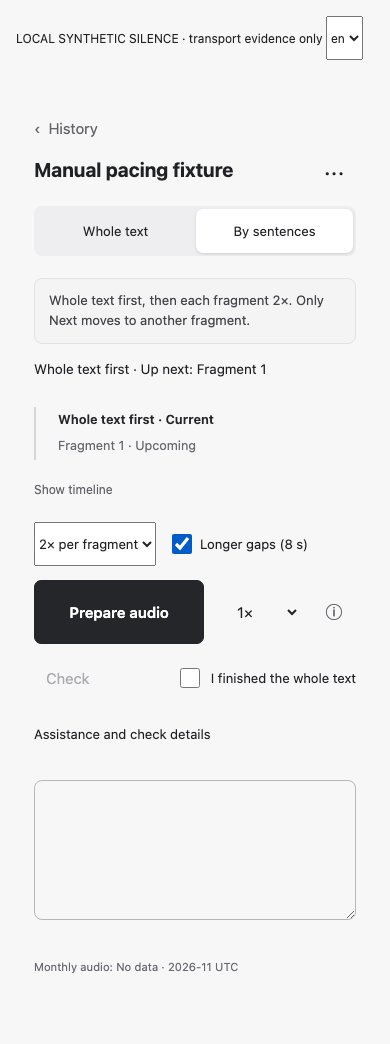 LOCAL SYNTHETIC SILENCE · transport evidence only en
‹ History
Manual pacing fixture
...
Whole text
By sentences
Whole text first, then each fragment 2×. Only
Next moves to another fragment.
Whole text first · Up next: Fragment 1
Whole text first · Current
Fragment 1 · Upcoming
Show timeline
2× per fragment
Longer gaps (8 s)
Prepare audio
1×
ⓘ
Check
I finished the whole text
Assistance and check details
Monthly audio: No data · 2026-11 UTC